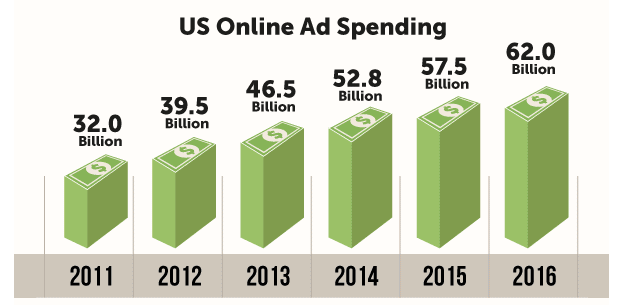 US Online Ad Spending
32.0
Billion
39.5
Billion
46.5
Billion
52.8
Billion
57.5
Billion
62.0
Billion
$ $ $ $ $ $
2011 2012 2013 2014 2015 2016